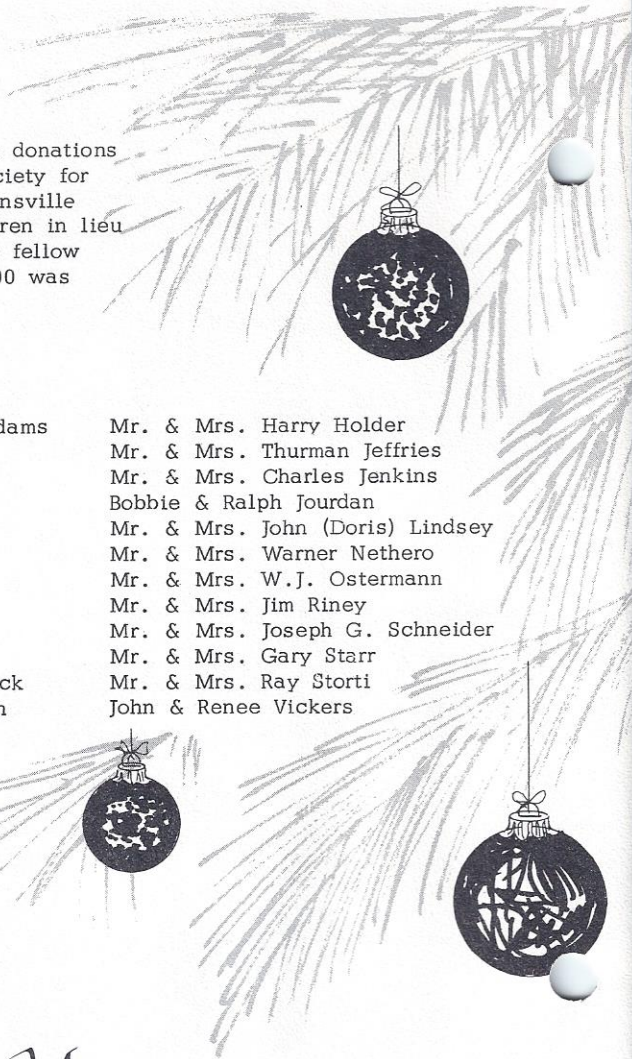 donations
ciety for
nsville
ren in lieu
fellow
00 was
dams
Mr. & Mrs. Harry Holder
Mr. & Mrs. Thurman Jeffries
Mr. & Mrs. Charles Jenkins
Bobbie & Ralph Jourdan
Mr. & Mrs. John (Doris) Lindsey
Mr. & Mrs. Warner Nethero
Mr. & Mrs. W.J. Ostermann
Mr. & Mrs. Jim Riney
Mr. & Mrs. Joseph G. Schneider
Mr. & Mrs. Gary Starr
ck Mr. & Mrs. Ray Storti
n John & Renee Vickers